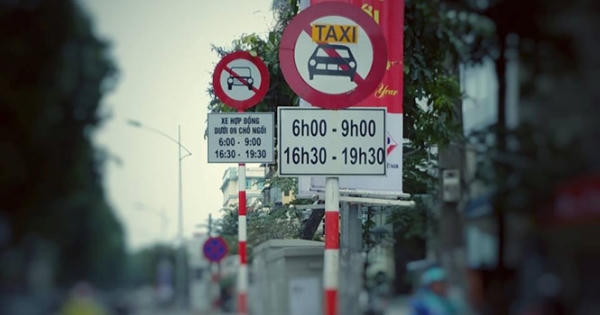 XE HỢP ĐỒNG
DƯỚI 09 CHỖ NGỒI
6:00 - 9:00
16:30 - 19:30
TAXI
6h00 - 9h00
16h30 - 19h30
Year